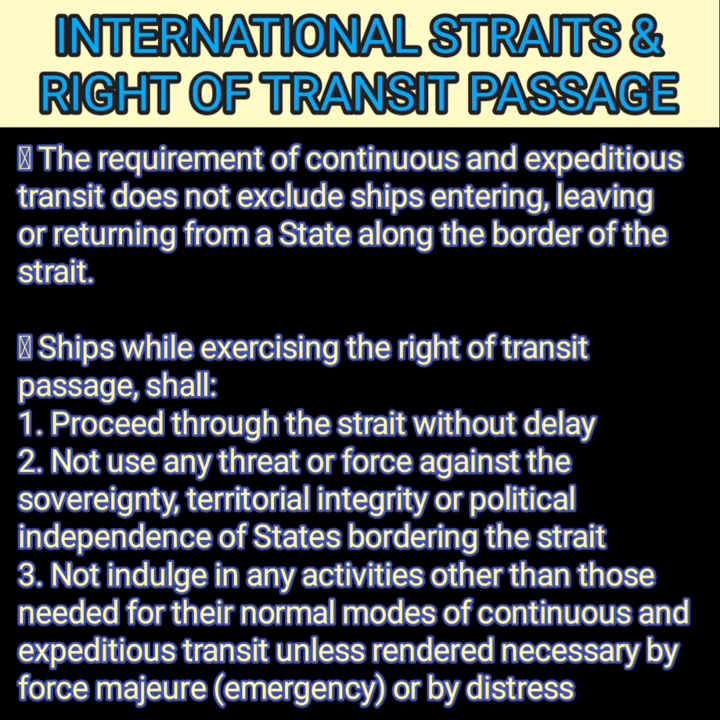 INTERNATIONAL STRAITS &
RIGHT OF TRANSIT PASSAGE
The requirement of continuous and expeditious
transit does not exclude ships entering, leaving
or returning from a State along the border of the
strait.
Ships while exercising the right of transit
passage, shall:
1. Proceed through the strait without delay
2. Not use any threat or force against the
sovereignty, territorial integrity or political
independence of States bordering the strait
3. Not indulge in any activities other than those
needed for their normal modes of continuous and
expeditious transit unless rendered necessary by
force majeure (emergency) or by distress